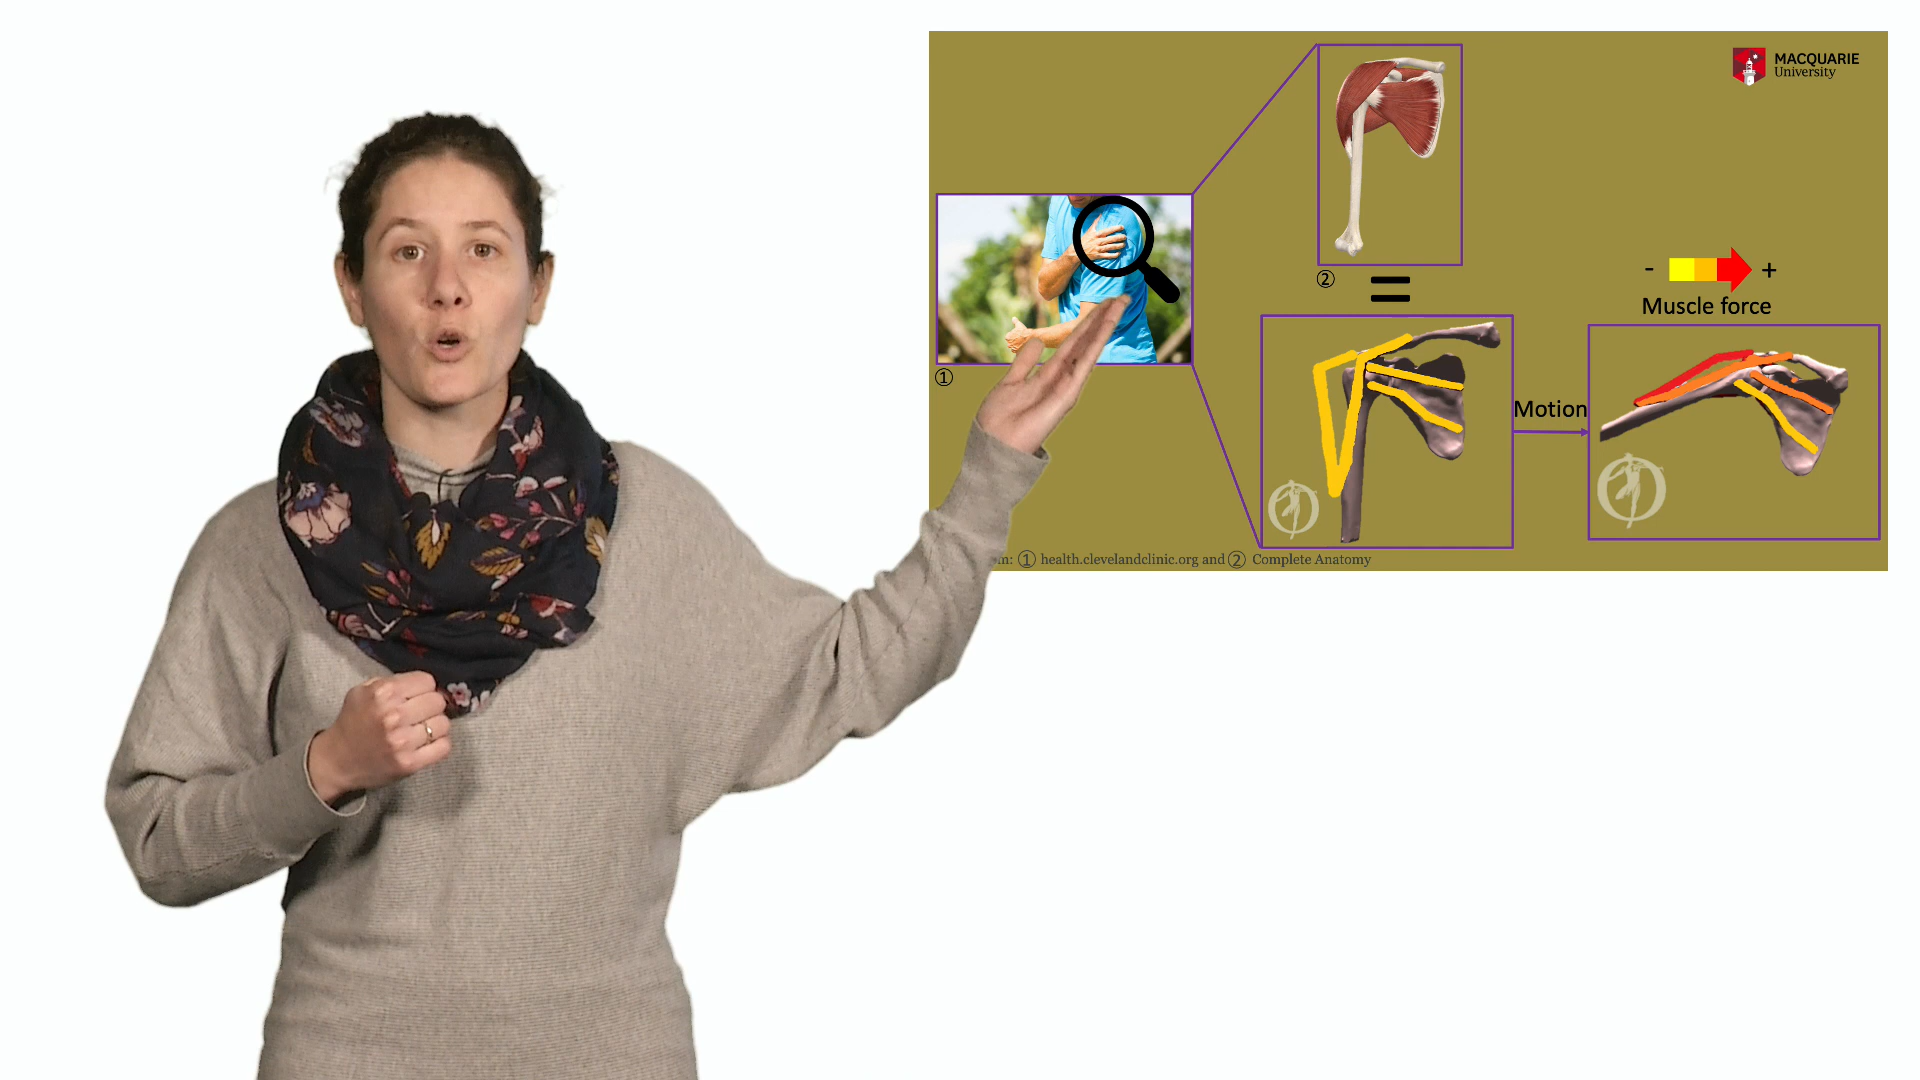 MACQUARIE
University
②
- +
Muscle force
①
Motion
① health.clevelandclinic.org and ② Complete Anatomy